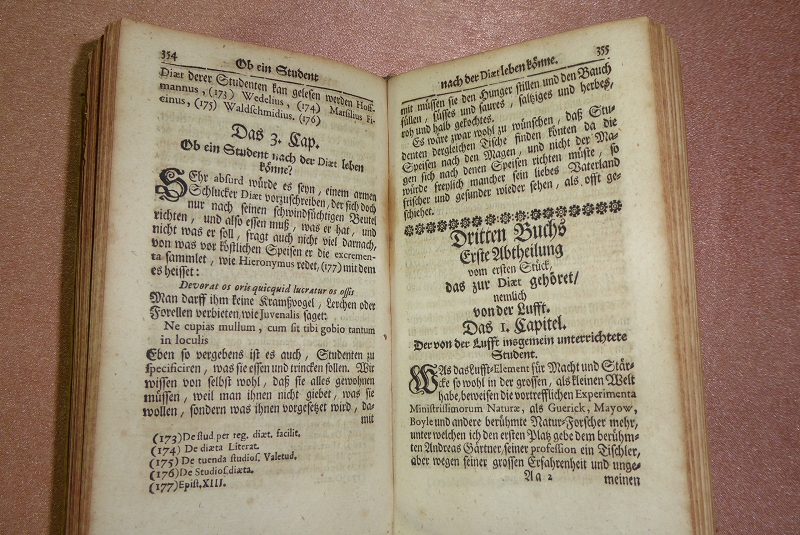 354
Ob ein Student
Diæt derer Studenten kan gelesen werden Hoff-
mannus, (173) Wedelius, (174) Marsilius Fi-
cinus, (175) Waldschmidius. (176)
Das 3. Cap.
Ob ein Student nach der Diæt leben
könne?
SEhr absurd würde es seyn, einem armen
Schlucker Diæt vorzuschreiben, der sich doch
nur nach seinen schwindsüchtigen Beutel
richten, und also essen muß, was er hat, und
nicht was er soll, fragt auch nicht viel darnach,
von was vor köstlichen Speisen er die excremen-
ta sammlet, wie Hieronymus redet, (177) mit dem
es heisset:
Devorat os oris quicquid lucratur os ossis
Man darff ihm keine Kramßvogel, Lerchen oder
Forellen verbieten, wie Juvenalis saget:
Ne cupias mullum, cum sit tibi gobio tantum
in loculis
Eben so vergebens ist es auch, Studenten zu
specificiren, was sie essen und trincken sollen. Wir
wissen von selbst wohl, daß sie alles gewohnen
müssen, weil man ihnen nicht giebet, was sie
wollen, sondern was ihnen vorgesetzt wird, da-
mit
(173) De stud per reg. diæt. facilit.
(174) De diæta Literat.
(175) De tuenda studios. Valetud.
(176) De Studios. diæta.
(177) Epist. XIIJ.
nach der Diæt leben könne.
355
mit müssen sie den Hunger stillen und den Bauch
füllen, süsses und saures, saltziges und herbes,
roh und halb gekochtes.
Es wäre zwar wohl zu wünschen, daß Stu-
denten dergleichen Tische finden könten da die
Speisen nach den Magen, und nicht der Ma-
gen sich nach denen Speisen richten müste, so
würde freylich mancher sein liebes Vaterland
frischer und gesünder wieder sehen, als offt ge-
schiehet.
Dritten Buchs
Erste Abtheilung
vom ersten Stück,
das zur Diæt gehöret/
nemlich
von der Lufft.
Das 1. Capitel.
Der von der Lufft insgemein unterrichtete
Student.
WAs das Lufft-Element für Macht und Stär-
cke so wohl in der grossen, als kleinen Welt
habe, beweisen die vortrefflichen Experimenta
Ministrissimorum Naturæ, als Guerick, Mayow,
Boyle und andere berühmte Natur-Forscher mehr,
unter welchen ich den ersten Platz gebe dem berühm-
ten Andreas Gärtner, seiner profession ein Tischler,
aber wegen seiner grossen Erfahrenheit und unge-
Aa 2
meinen